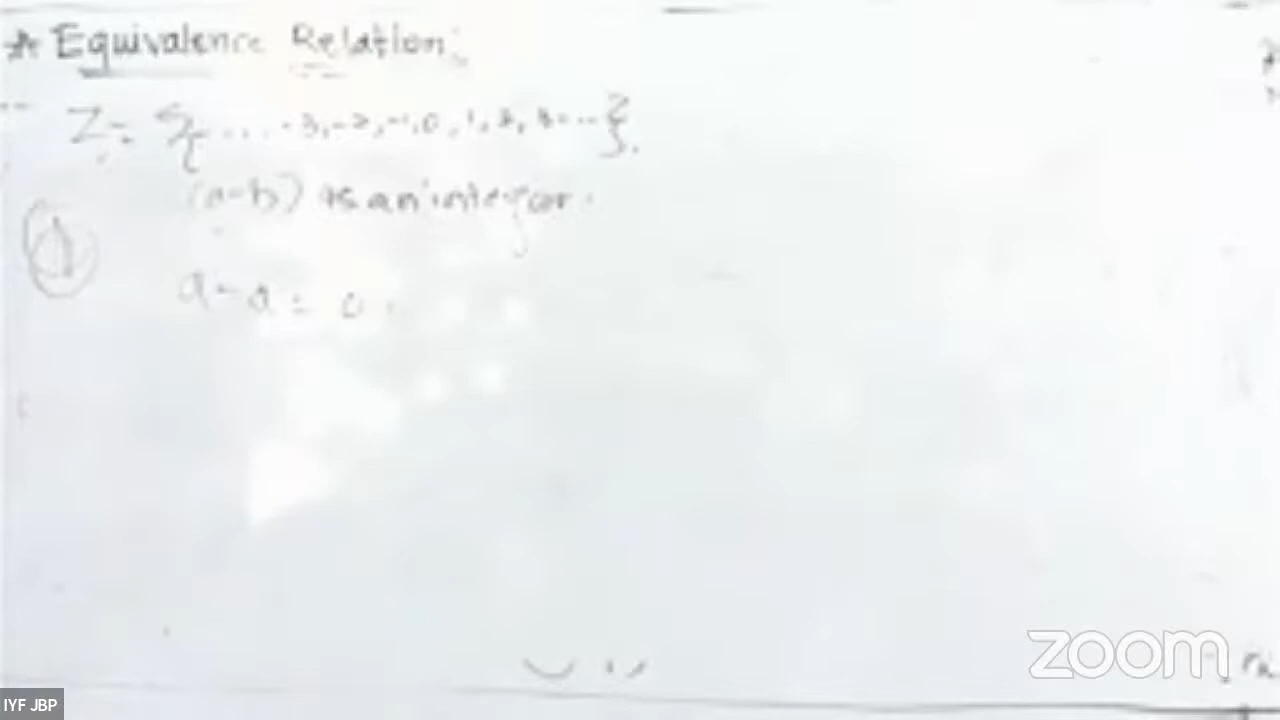 * Equivalence Relation:
Z = { .... -3, -2, -1, 0, 1, 2, 3 .... }.
(a-b) is an integer.
①
a - a = 0.
zoom
IYF JBP